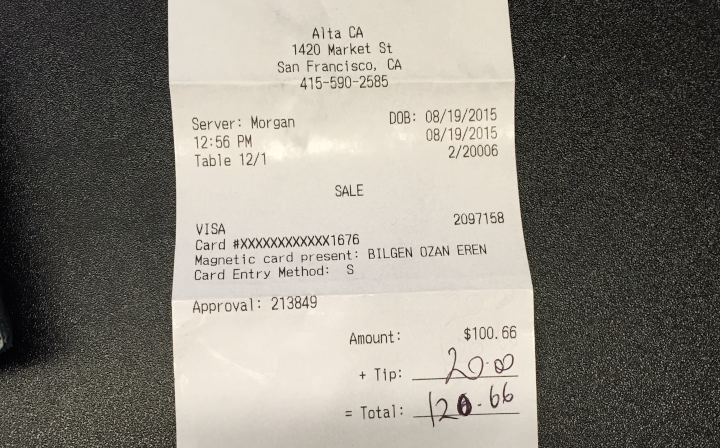 Alta CA
1420 Market St
San Francisco, CA
415-590-2585
Server: Morgan DOB: 08/19/2015
12:56 PM 08/19/2015
Table 12/1 2/20006
SALE
VISA 2097158
Card #XXXXXXXXXXXX1676
Magnetic card present: BILGEN OZAN EREN
Card Entry Method: S
Approval: 213849
Amount: $100.66
+ Tip: 20.00
= Total: 120.66